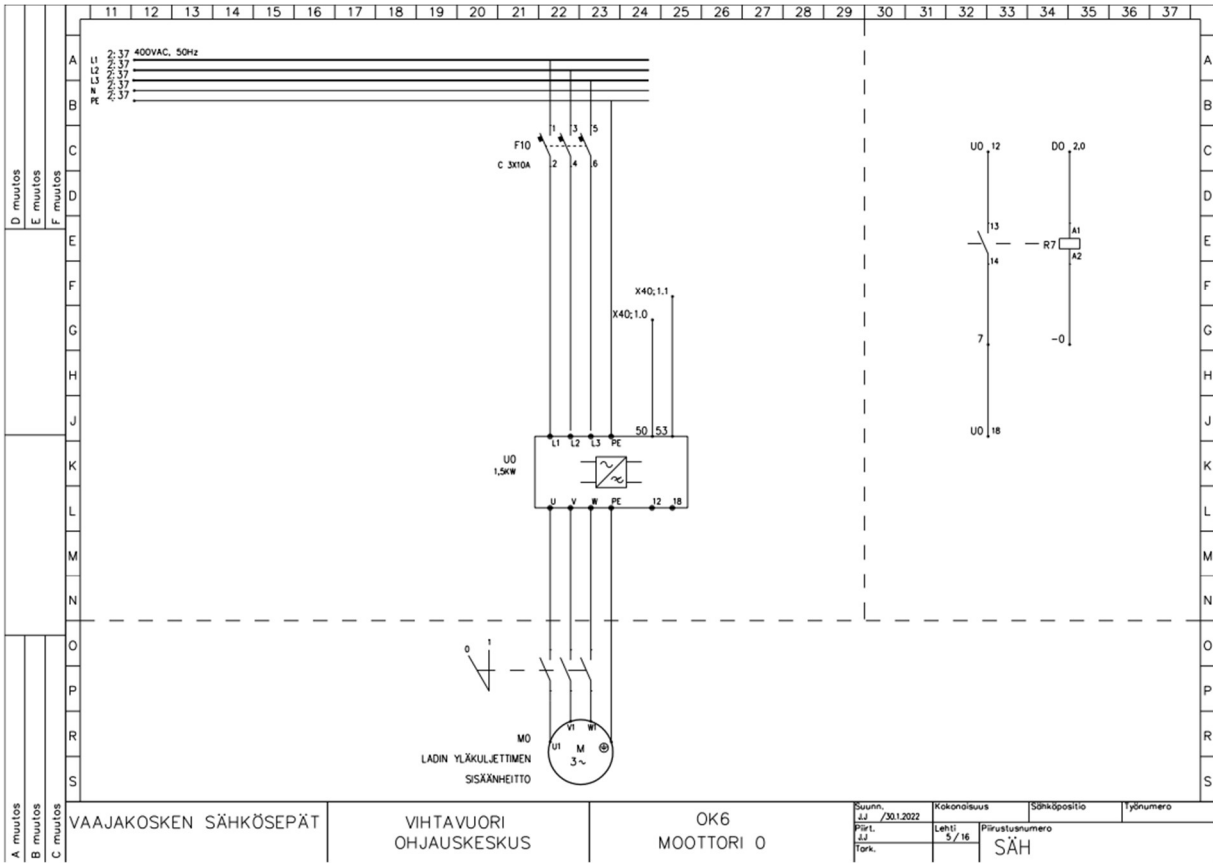 11 12 13 14 15 16 17 18 19 20 21 22 23 24 25 26 27 28 29 30 31 32 33 34 35 36 37
A A
L1 2:37 400VAC, 50Hz
L2 2:37
L3 2:37
N 2:37
PE
B B
1 3 5
F10
C 3X10A 2 4 6
C C
U0 12 DO 2.0
D D
D muutos
E muutos
F muutos
E E
13 A1
R7
14 A2
F F
X40;1.1
X40;1.0
G G
7 -0
H H
J J
50 53
U0 18
L1 L2 L3 PE
K K
U0
1,5KW
U V W PE 12 18
L L
M M
N N
O O
0 1
P P
R R
V1 W1
M0 U1 M
3~
LADIN YLÄKULJETTIMEN
SISÄÄNHEITTO
S S
A muutos
B muutos
C muutos
VAAJAKOSKEN SÄHKÖSEPÄT
VIHTAVUORI
OHJAUSKESKUS
OK6
MOOTTORI 0
Suunn. Kokonaisuus Sähköpositio Työnumero
JJ /30.1.2022
Piirt. Lehti Piirustusnumero
JJ 5/16 SÄH
Tark.